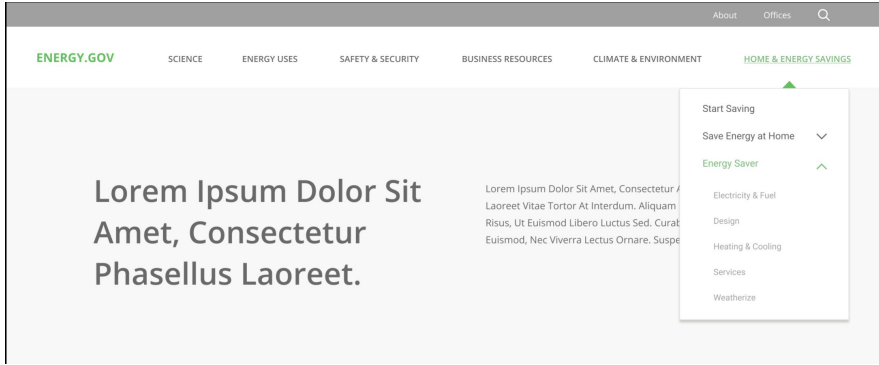 About Offices
ENERGY.GOV SCIENCE ENERGY USES SAFETY & SECURITY BUSINESS RESOURCES CLIMATE & ENVIRONMENT HOME & ENERGY SAVINGS
Start Saving
Save Energy at Home
Energy Saver
Electricity & Fuel
Design
Heating & Cooling
Services
Weatherize
Lorem Ipsum Dolor Sit
Amet, Consectetur
Phasellus Laoreet.
Lorem Ipsum Dolor Sit Amet, Consectetur
Laoreet Vitae Tortor At Interdum. Aliquam
Risus, Ut Euismod Libero Luctus Sed.
Euismod, Nec Viverra Lectus Ornare.